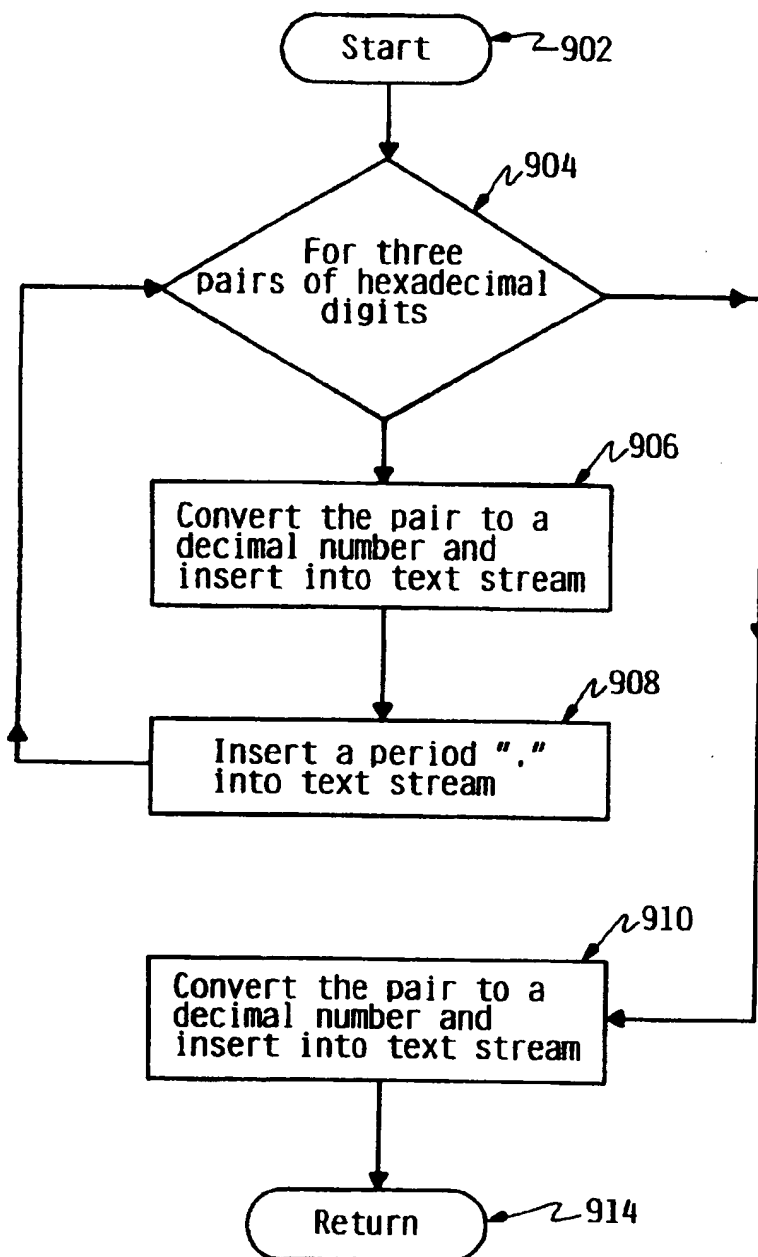 Start
902
904
For three
pairs of hexadecimal
digits
906
Convert the pair to a
decimal number and
insert into text stream
908
Insert a period "."
into text stream
910
Convert the pair to a
decimal number and
insert into text stream
Return
914